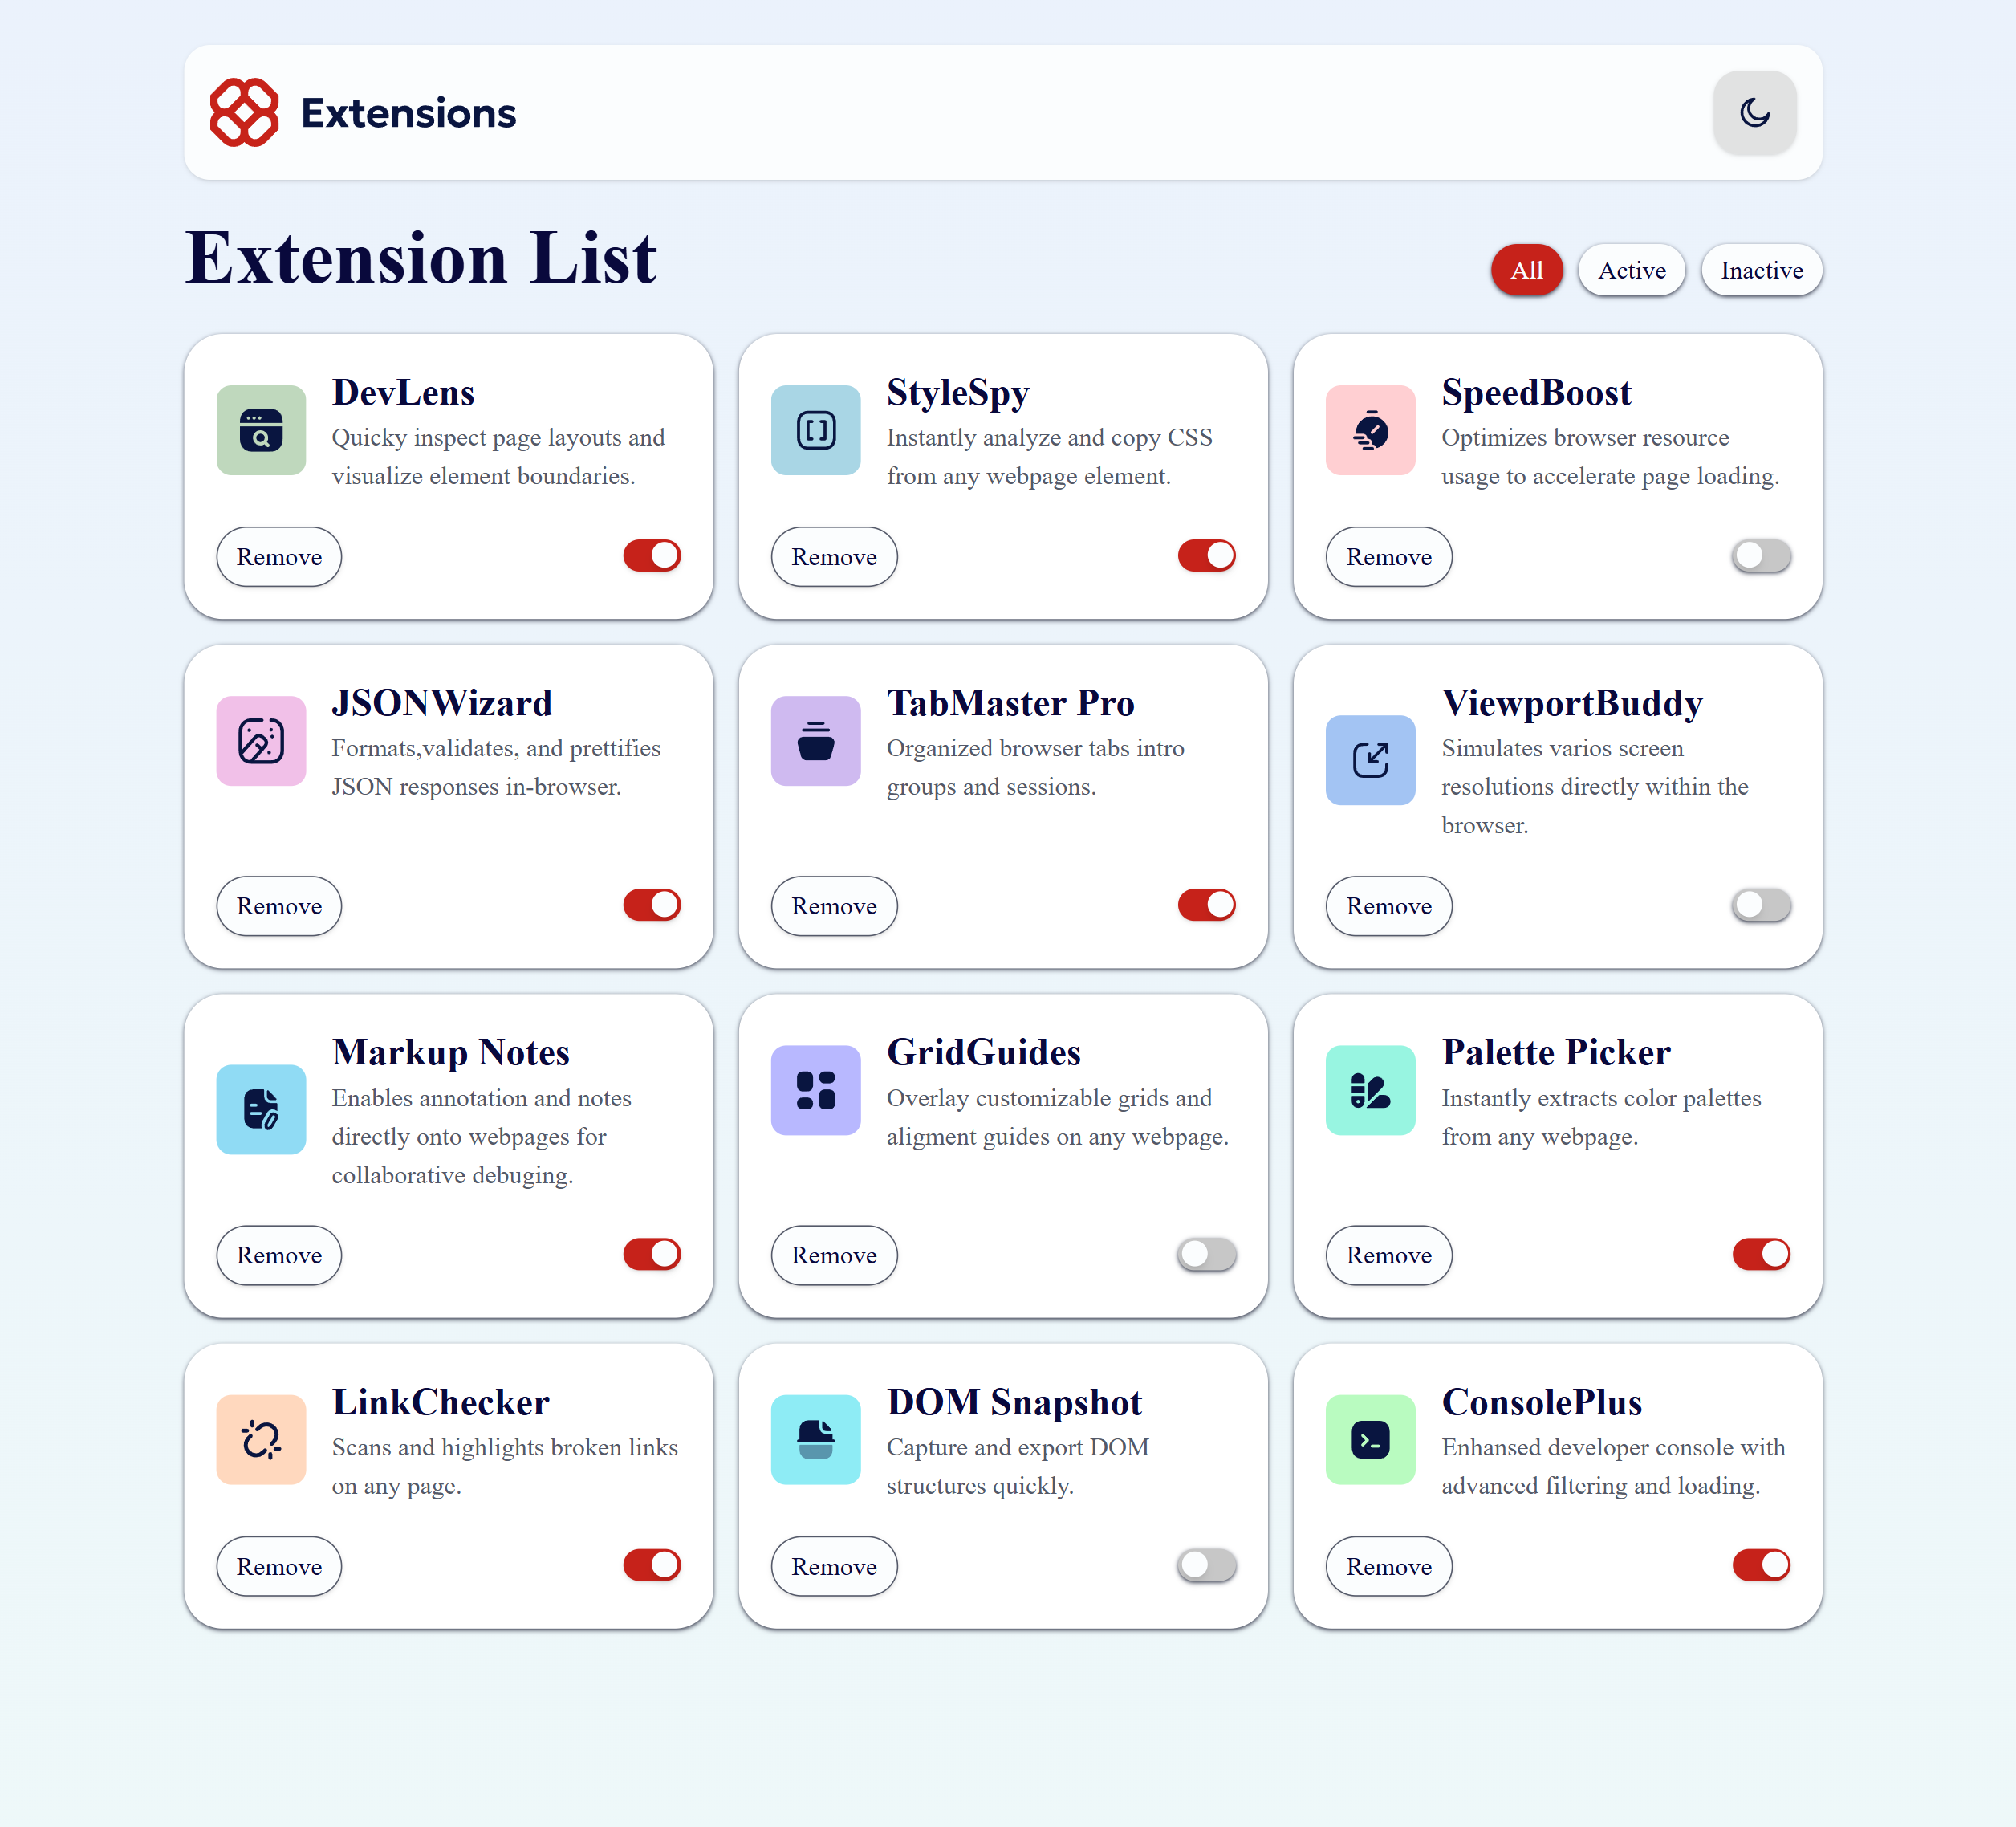 Extensions
Extension List
All
Active
Inactive
DevLens
Quicky inspect page layouts and
visualize element boundaries.
Remove
StyleSpy
Instantly analyze and copy CSS
from any webpage element.
Remove
SpeedBoost
Optimizes browser resource
usage to accelerate page loading.
Remove
JSONWizard
Formats,validates, and prettifies
JSON responses in-browser.
Remove
TabMaster Pro
Organized browser tabs intro
groups and sessions.
Remove
ViewportBuddy
Simulates varios screen
resolutions directly within the
browser.
Remove
Markup Notes
Enables annotation and notes
directly onto webpages for
collaborative debuging.
Remove
GridGuides
Overlay customizable grids and
aligment guides on any webpage.
Remove
Palette Picker
Instantly extracts color palettes
from any webpage.
Remove
LinkChecker
Scans and highlights broken links
on any page.
Remove
DOM Snapshot
Capture and export DOM
structures quickly.
Remove
ConsolePlus
Enhansed developer console with
advanced filtering and loading.
Remove